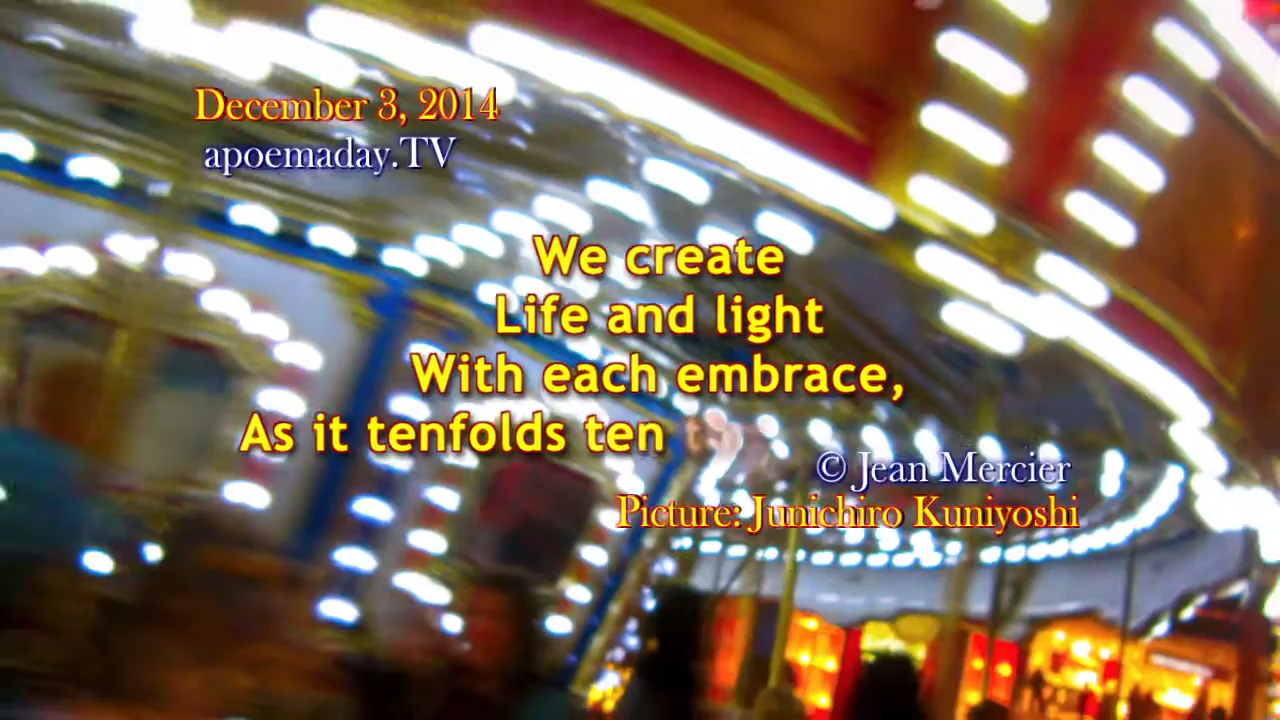 December 3, 2014
apoemaday.TV
We create
Life and light
With each embrace,
As it tenfolds ten
© Jean Mercier
Picture: Junichiro Kuniyoshi